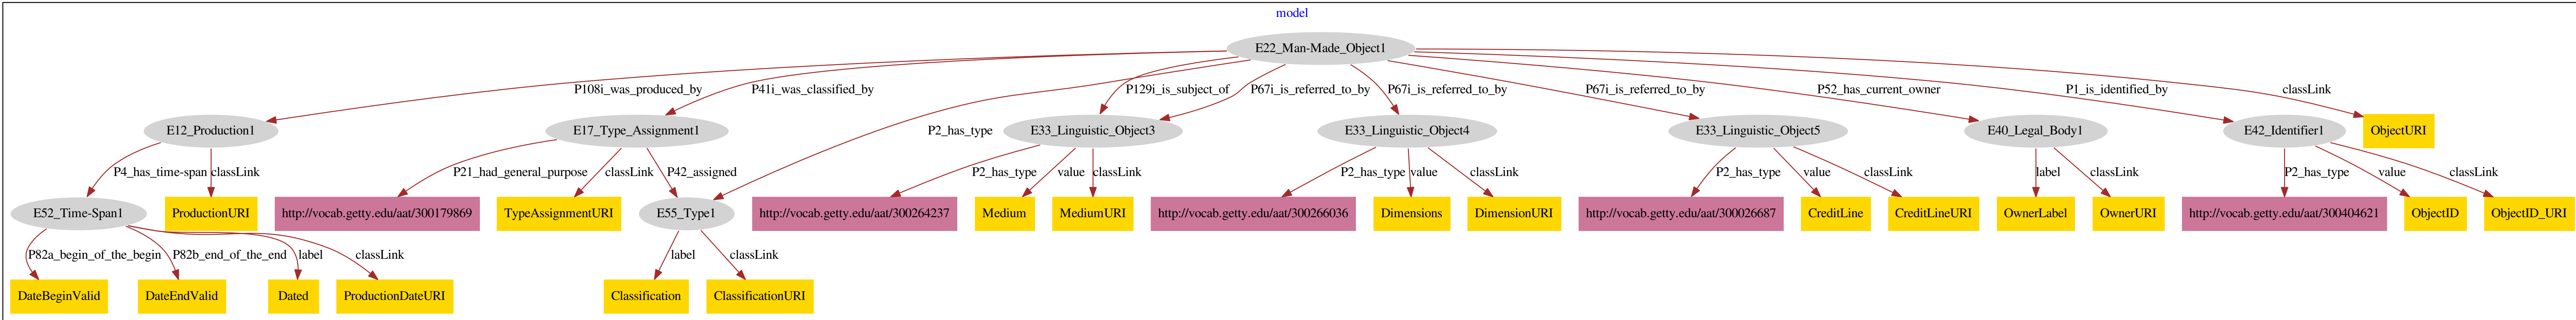 model
E22_Man-Made_Object1
P108i_was_produced_by
P41i_was_classified_by
P129i_is_subject_of
P67i_is_referred_to_by
P67i_is_referred_to_by
P67i_is_referred_to_by
P52_has_current_owner
P1_is_identified_by
classLink
E12_Production1
E17_Type_Assignment1
P2_has_type
E33_Linguistic_Object3
E33_Linguistic_Object4
E33_Linguistic_Object5
E40_Legal_Body1
E42_Identifier1
ObjectURI
P4_has_time-span
classLink
P21_had_general_purpose
classLink
P42_assigned
P2_has_type
value
classLink
P2_has_type
value
classLink
P2_has_type
value
classLink
label
classLink
P2_has_type
value
classLink
E52_Time-Span1
ProductionURI
http://vocab.getty.edu/aat/300179869
TypeAssignmentURI
E55_Type1
http://vocab.getty.edu/aat/300264237
Medium
MediumURI
http://vocab.getty.edu/aat/300266036
Dimensions
DimensionURI
http://vocab.getty.edu/aat/300026687
CreditLine
CreditLineURI
OwnerLabel
OwnerURI
http://vocab.getty.edu/aat/300404621
ObjectID
ObjectID_URI
P82a_begin_of_the_begin
P82b_end_of_the_end
label
classLink
label
classLink
DateBeginValid
DateEndValid
Dated
ProductionDateURI
Classification
ClassificationURI